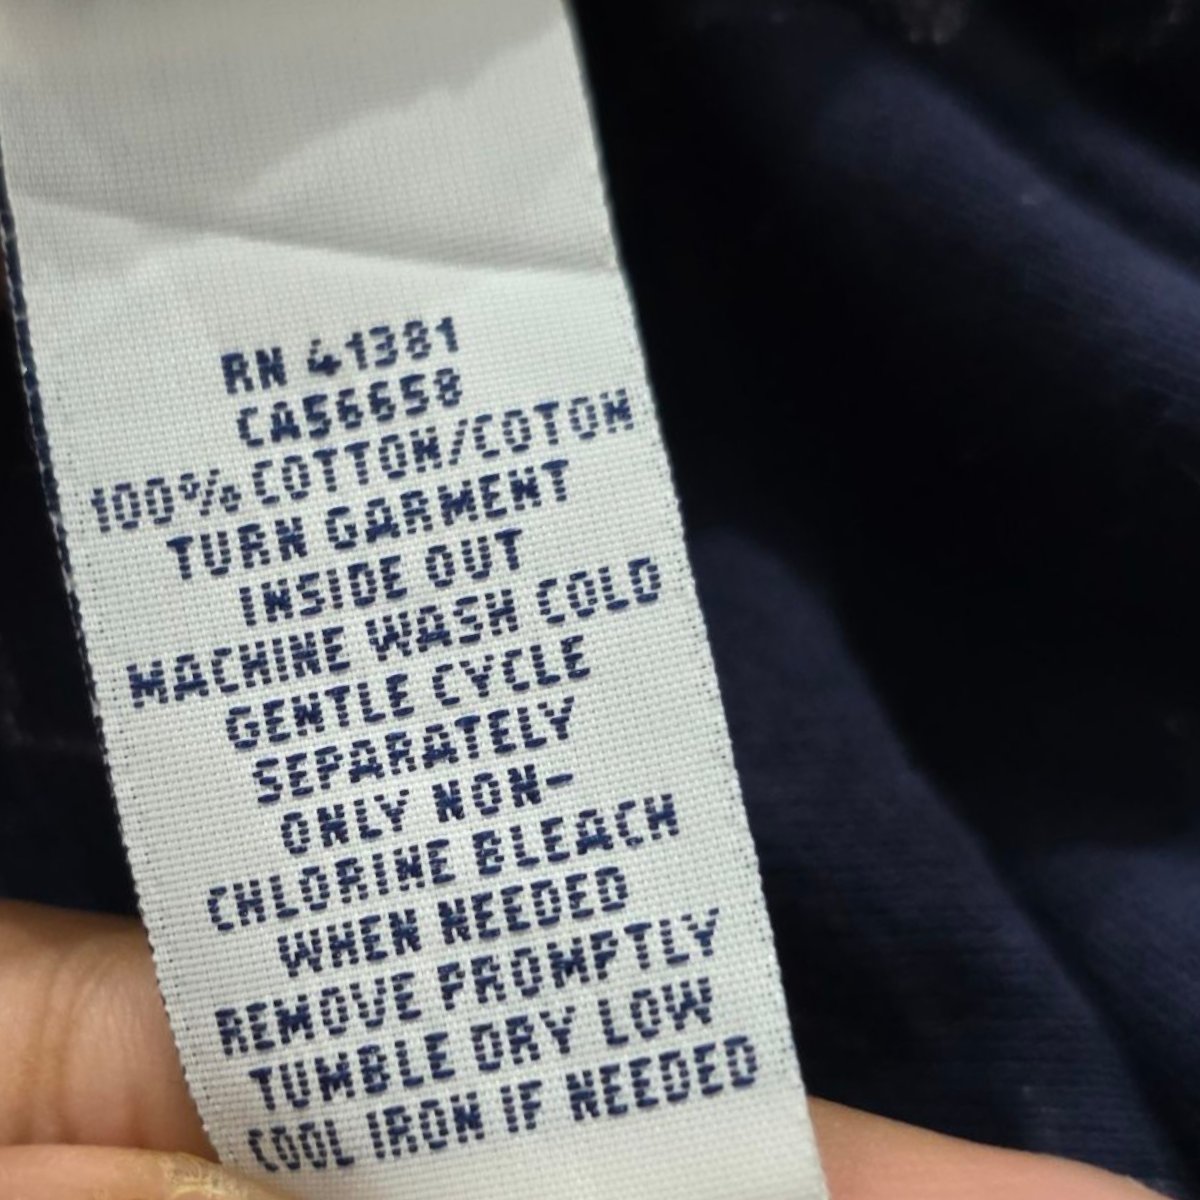 RN 41381
CA56658
100% COTTON/COTON
TURN GARMENT
INSIDE OUT
MACHINE WASH COLD
GENTLE CYCLE
SEPARATELY
ONLY NON-
CHLORINE BLEACH
WHEN NEEDED
REMOVE PROMPTLY
TUMBLE DRY LOW
COOL IRON IF NEEDED